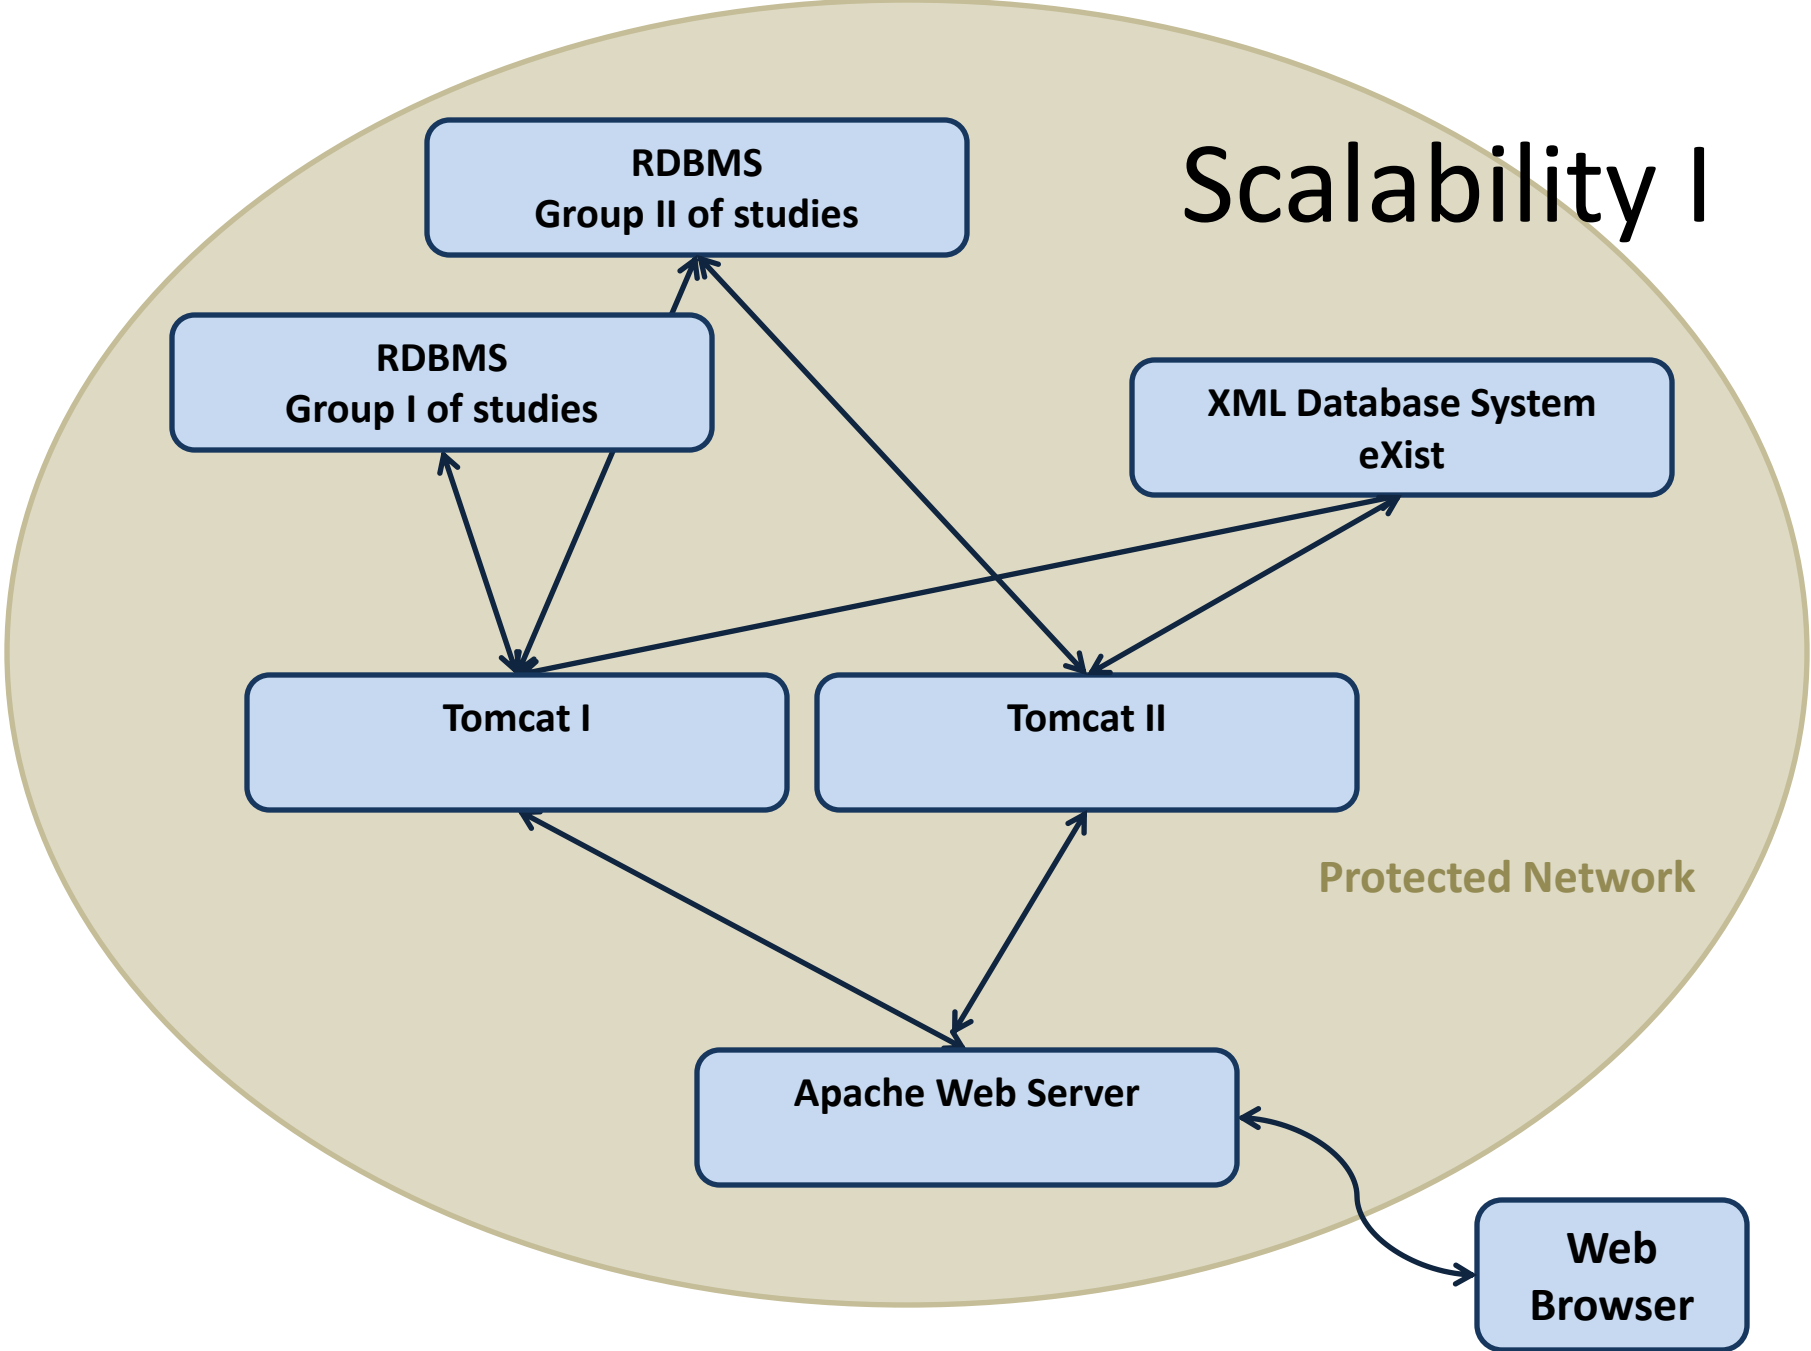 Scalability I
RDBMS
Group II of studies
RDBMS
Group I of studies
XML Database System
eXist
Tomcat I
Tomcat II
Protected Network
Apache Web Server
Web
Browser